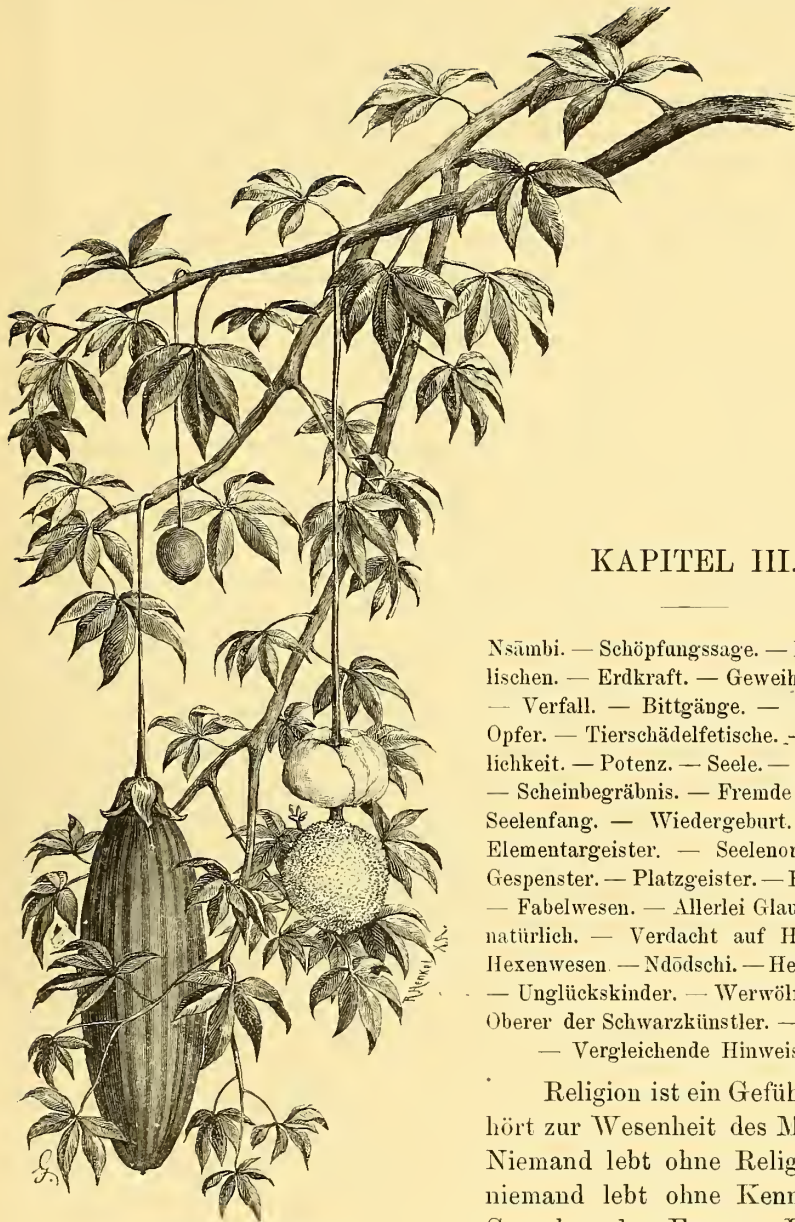 KAPITEL III.
Nsāmbi. — Schöpfungssage. —
lischen. — Erdkraft. — Geweih
— Verfall. — Bittgänge. —
Opfer. — Tierschädelfetische. —
lichkeit. — Potenz. — Seele. —
— Scheinbegräbnis. — Fremde
Seelenfang. — Wiedergeburt.
Elementargeister. — Seelenor
Gespenster. — Platzgeister. —
— Fabelwesen. — Allerlei Glau
natürlich. — Verdacht auf H
Hexenwesen. — Ndōdschi. — He
— Unglückskinder. — Werwöl
Oberer der Schwarzkünstler. —
— Vergleichende Hinweis
Religion ist ein Gefüh
hört zur Wesenheit des M
Niemand lebt ohne Relig
niemand lebt ohne Kenn